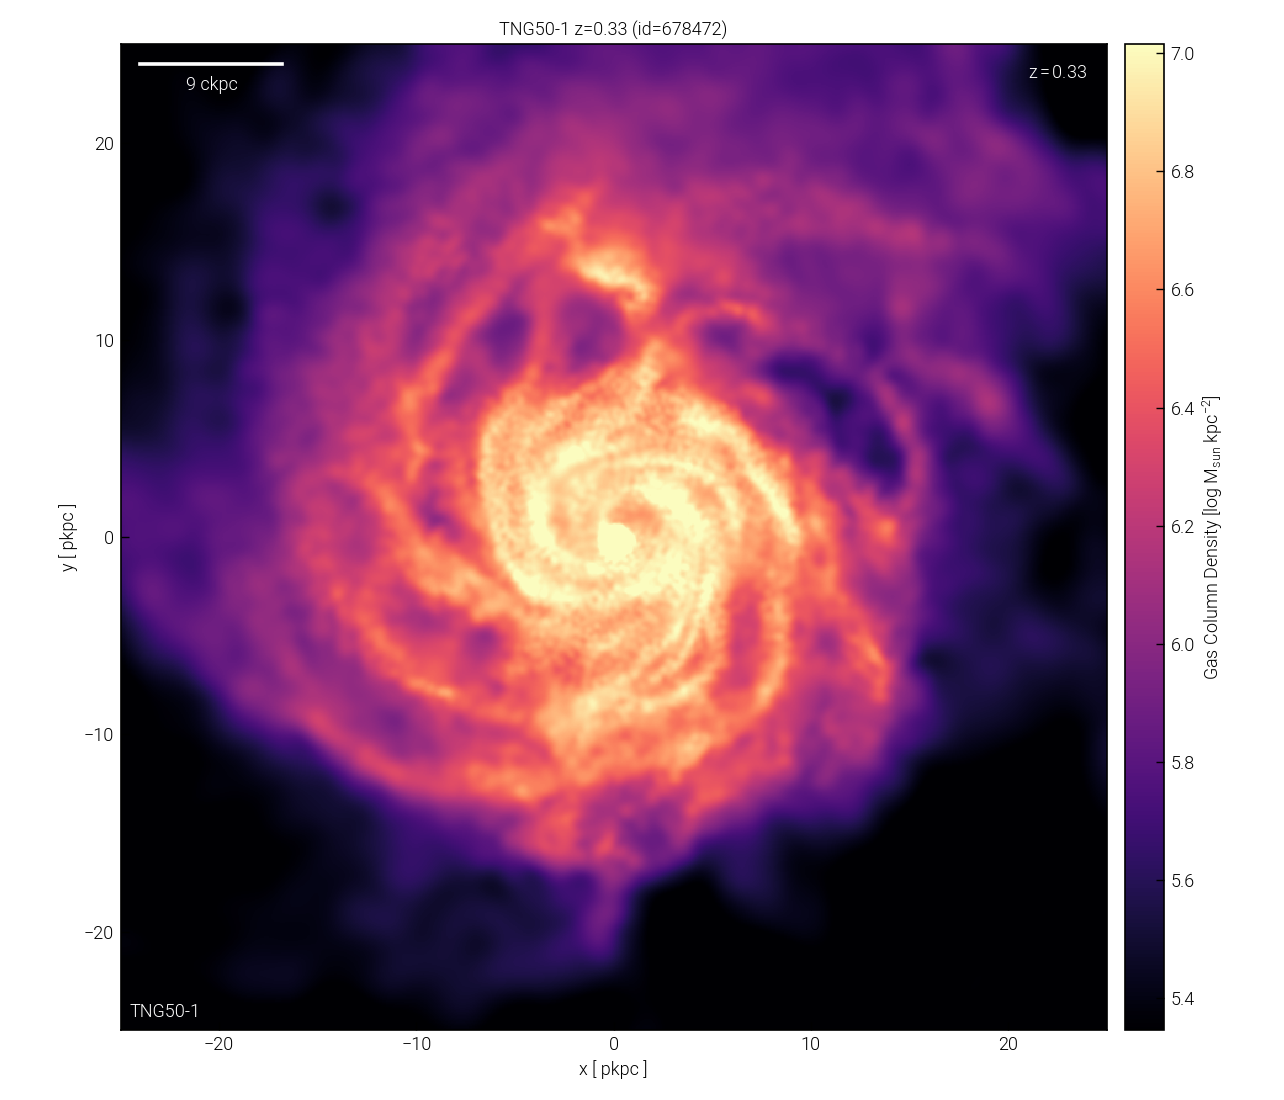 TNG50-1 z=0.33 (id=678472)
9 ckpc
z=0.33
20
10
0
−10
−20
y [ pkpc ]
TNG50-1
−20 −10 0 10 20
x [ pkpc ]
7.0
6.8
6.6
6.4
6.2
6.0
5.8
5.6
5.4
Gas Column Density [log M_sun kpc^−2]